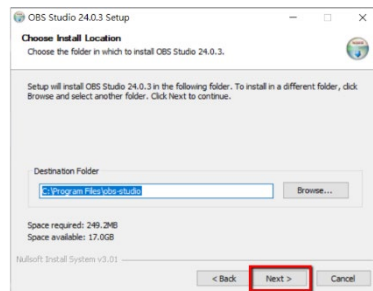 OBS Studio 24.0.3 Setup
Choose Install Location
Choose the folder in which to install OBS Studio 24.0.3.
Setup will install OBS Studio 24.0.3 in the following folder. To install in a different folder, click
Browse and select another folder. Click Next to continue.
Destination Folder
C:\Program Files\obs-studio
Browse...
Space required: 249.2MB
Space available: 17.0GB
Nullsoft Install System v3.01
< Back
Next >
Cancel